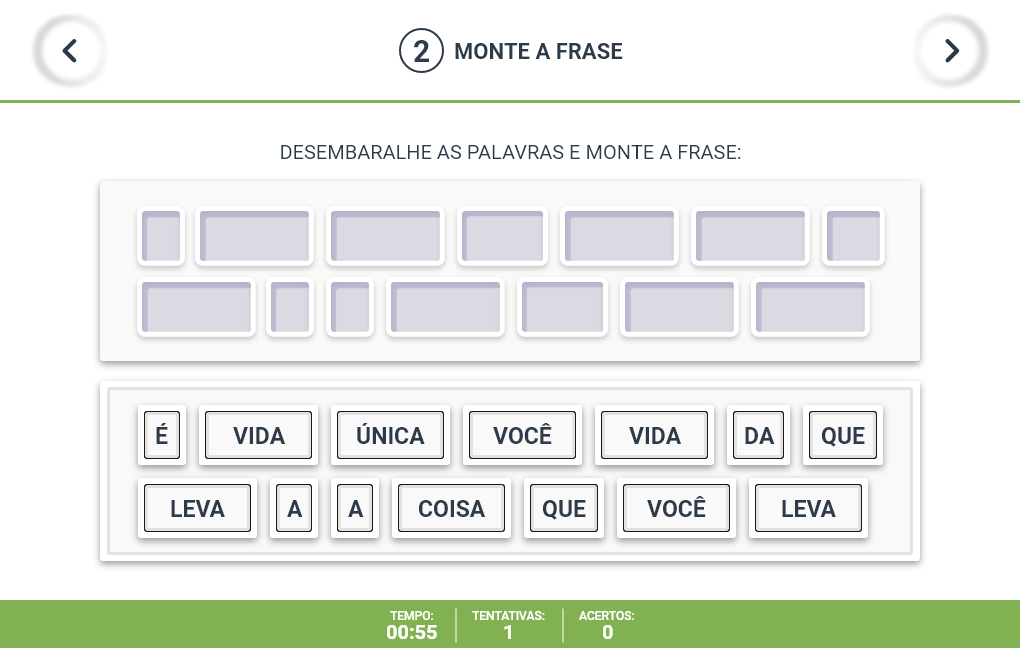 2 MONTE A FRASE
DESEMBARALHE AS PALAVRAS E MONTE A FRASE:
É VIDA ÚNICA VOCÊ VIDA DA QUE
LEVA A A COISA QUE VOCÊ LEVA
TEMPO: TENTATIVAS: ACERTOS:
00:55 1 0